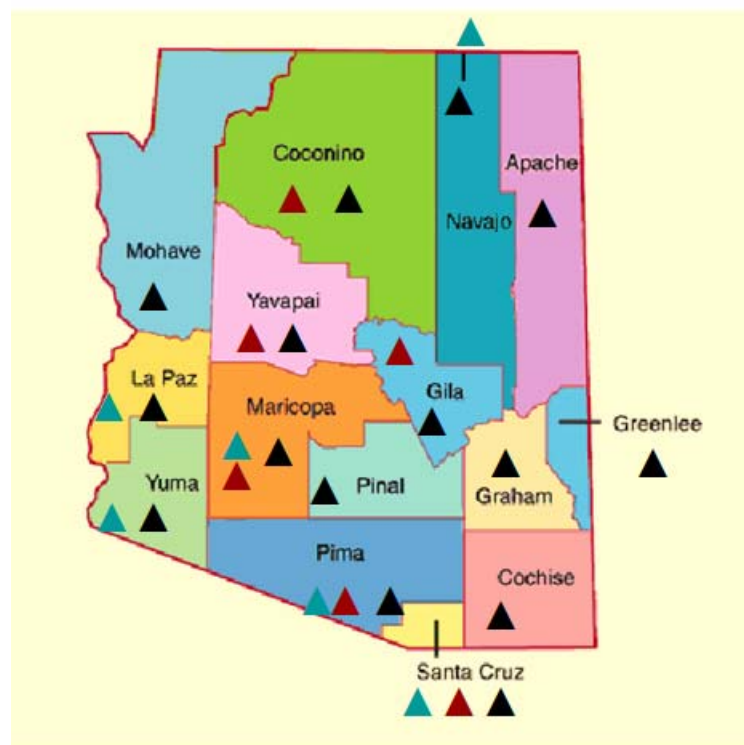 Coconino
Apache
Navajo
Mohave
Yavapai
La Paz
Gila
Maricopa
Greenlee
Yuma
Pinal
Graham
Pima
Cochise
Santa Cruz